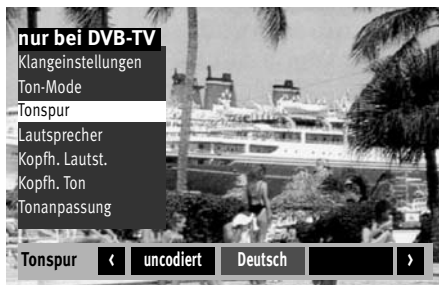 nur bei DVB-TV
Klangeinstellungen
Ton-Mode
Tonspur
Lautsprecher
Kopfh. Lautst.
Kopfh. Ton
Tonanpassung
Tonspur ‹ uncodiert Deutsch ›